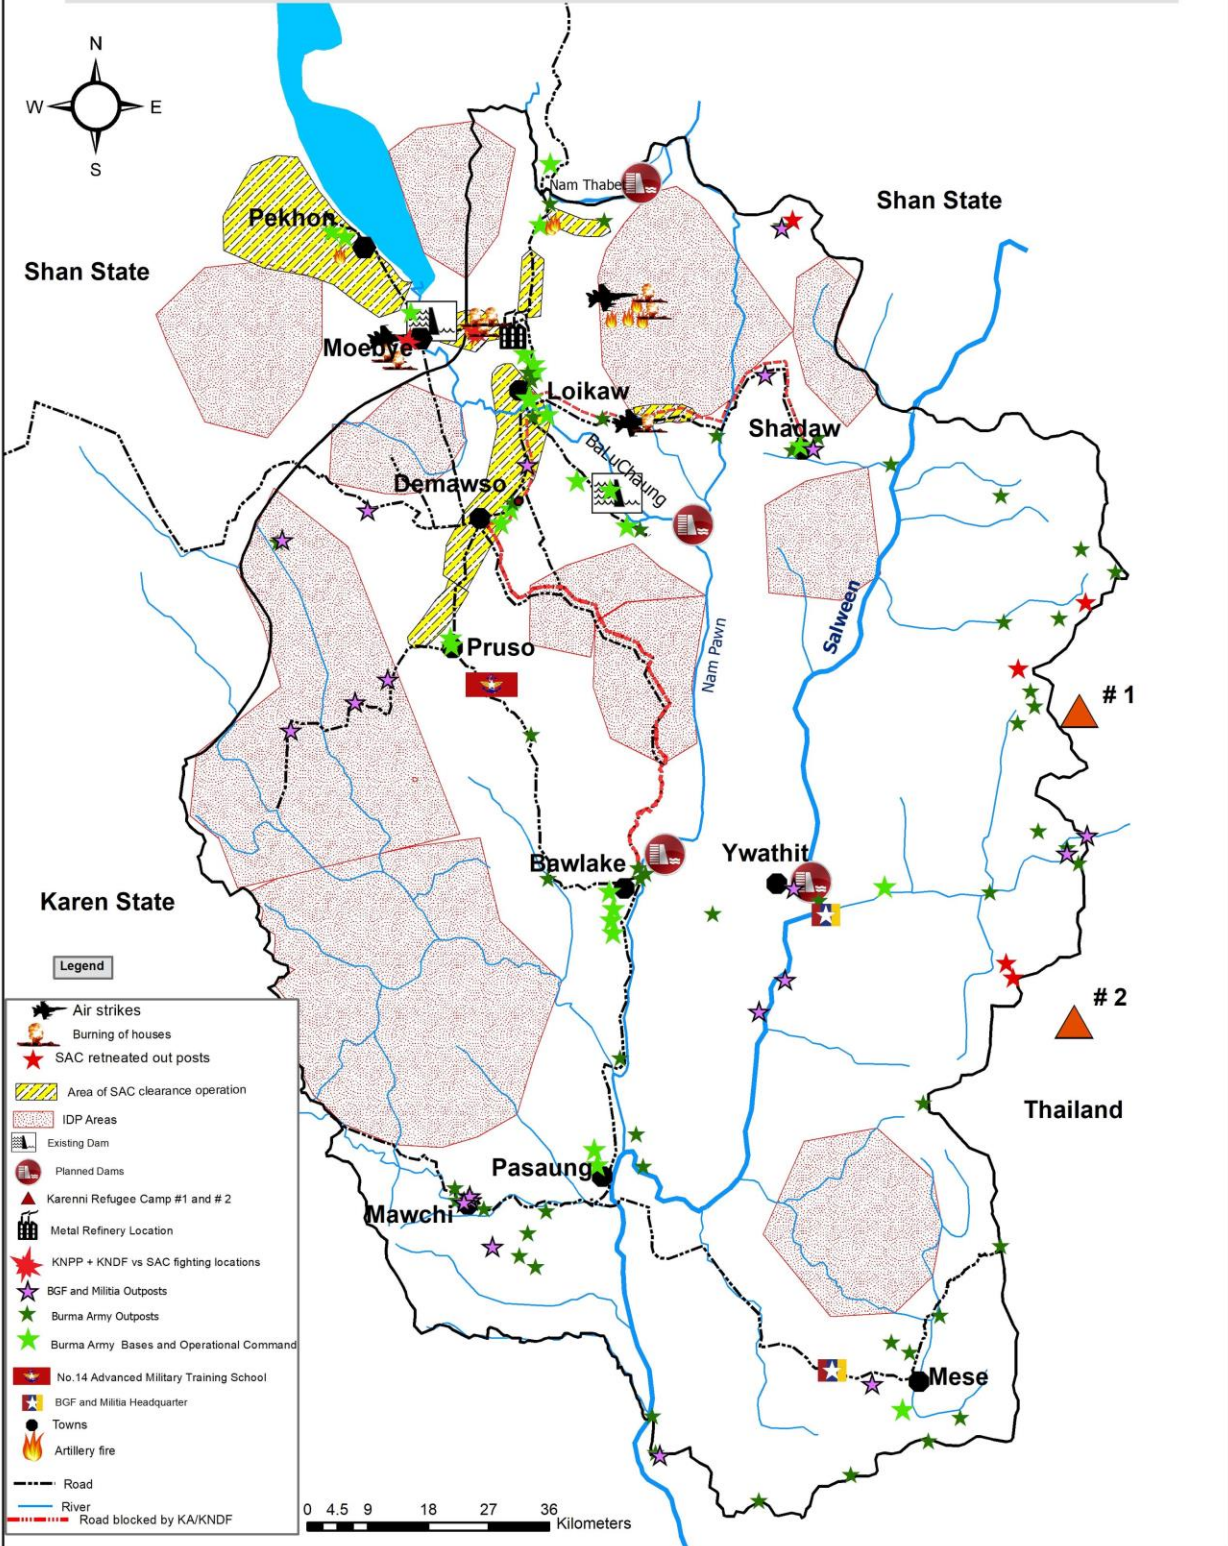 N
W E
S
Shan State
Nam Thabet
Pekhon
Shan State
Moebye
Loikaw
Shadaw
BaLuChaung
Demawso
Salween
Nam Pawn
Pruso
# 1
Bawlake
Ywathit
Karen State
# 2
Thailand
Pasaung
Mawchi
Mese
Legend
Air strikes
Burning of houses
SAC retneated out posts
Area of SAC clearance operation
IDP Areas
Existing Dam
Planned Dams
Karenni Refugee Camp #1 and # 2
Metal Refinery Location
KNPP + KNDF vs SAC fighting locations
BGF and Militia Outposts
Burma Army Outposts
Burma Army Bases and Operational Command
No.14 Advanced Military Training School
BGF and Militia Headquarter
Towns
Artillery fire
Road
River
Road blocked by KA/KNDF
0 4.5 9 18 27 36
Kilometers